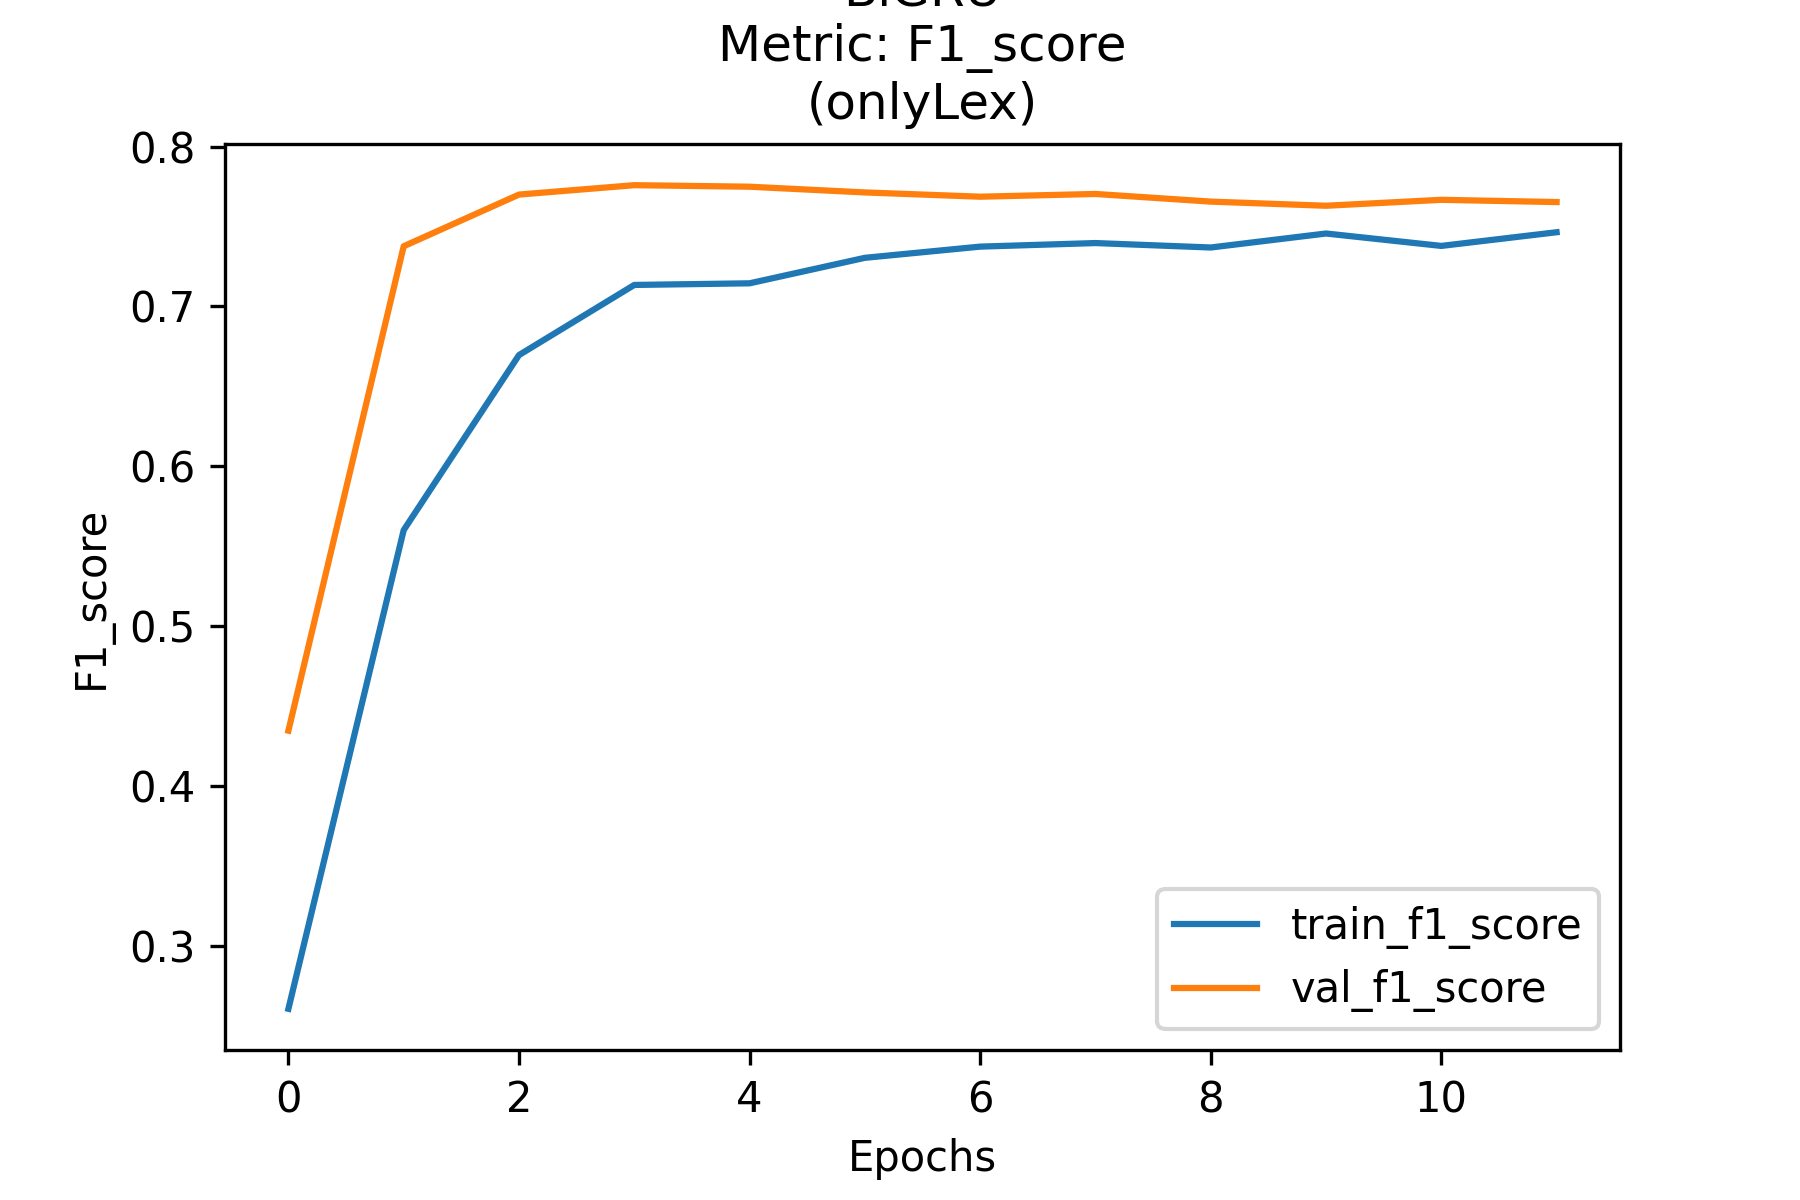 BiGRU
Metric: F1_score
(onlyLex)
0.8
0.7
0.6
0.5
0.4
0.3
F1_score
train_f1_score
val_f1_score
0 2 4 6 8 10
Epochs